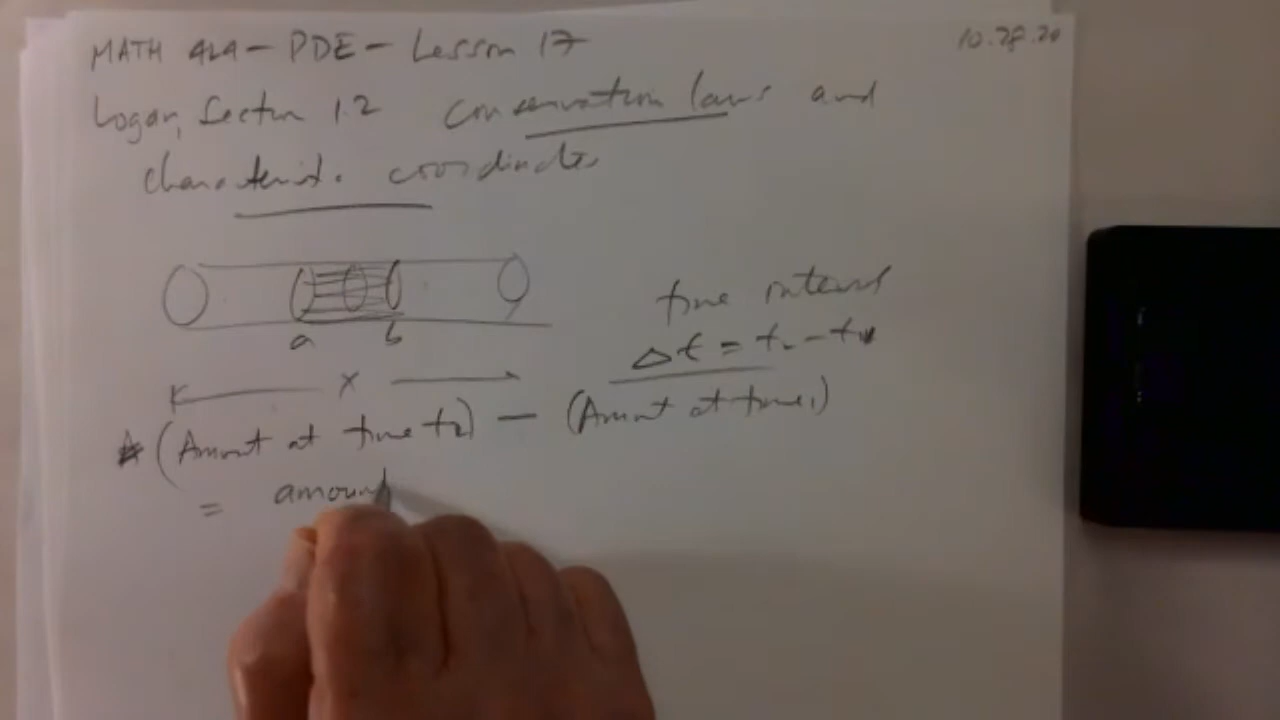 MATH 424 - PDE - Lesson 17
10.28.20
Logan, Section 1.2 conservation laws and
characteristic coordinates
time interval
a b
Δt = t₂ - t₁
x
(Amount at time t₂) - (Amount at time t₁)
= amount